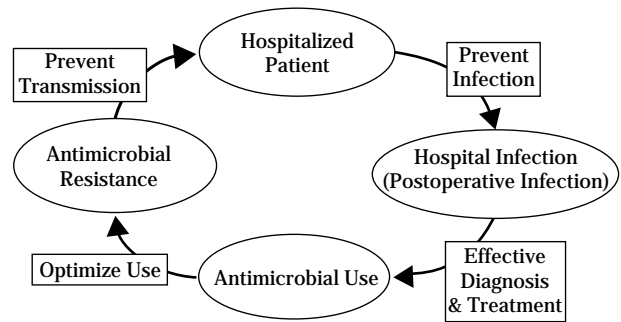 Hospitalized
Patient
Prevent
Infection
Hospital Infection
(Postoperative Infection)
Effective
Diagnosis
& Treatment
Antimicrobial Use
Optimize Use
Antimicrobial
Resistance
Prevent
Transmission